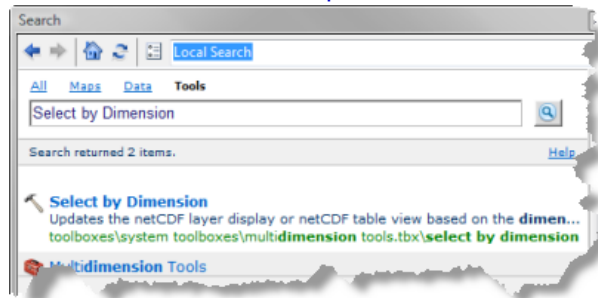 Search
Local Search
All Maps Data Tools
Select by Dimension
Search returned 2 items. Help
Select by Dimension
Updates the netCDF layer display or netCDF table view based on the dimen...
toolboxes\system toolboxes\multidimension tools.tbx\select by dimension
Multidimension Tools